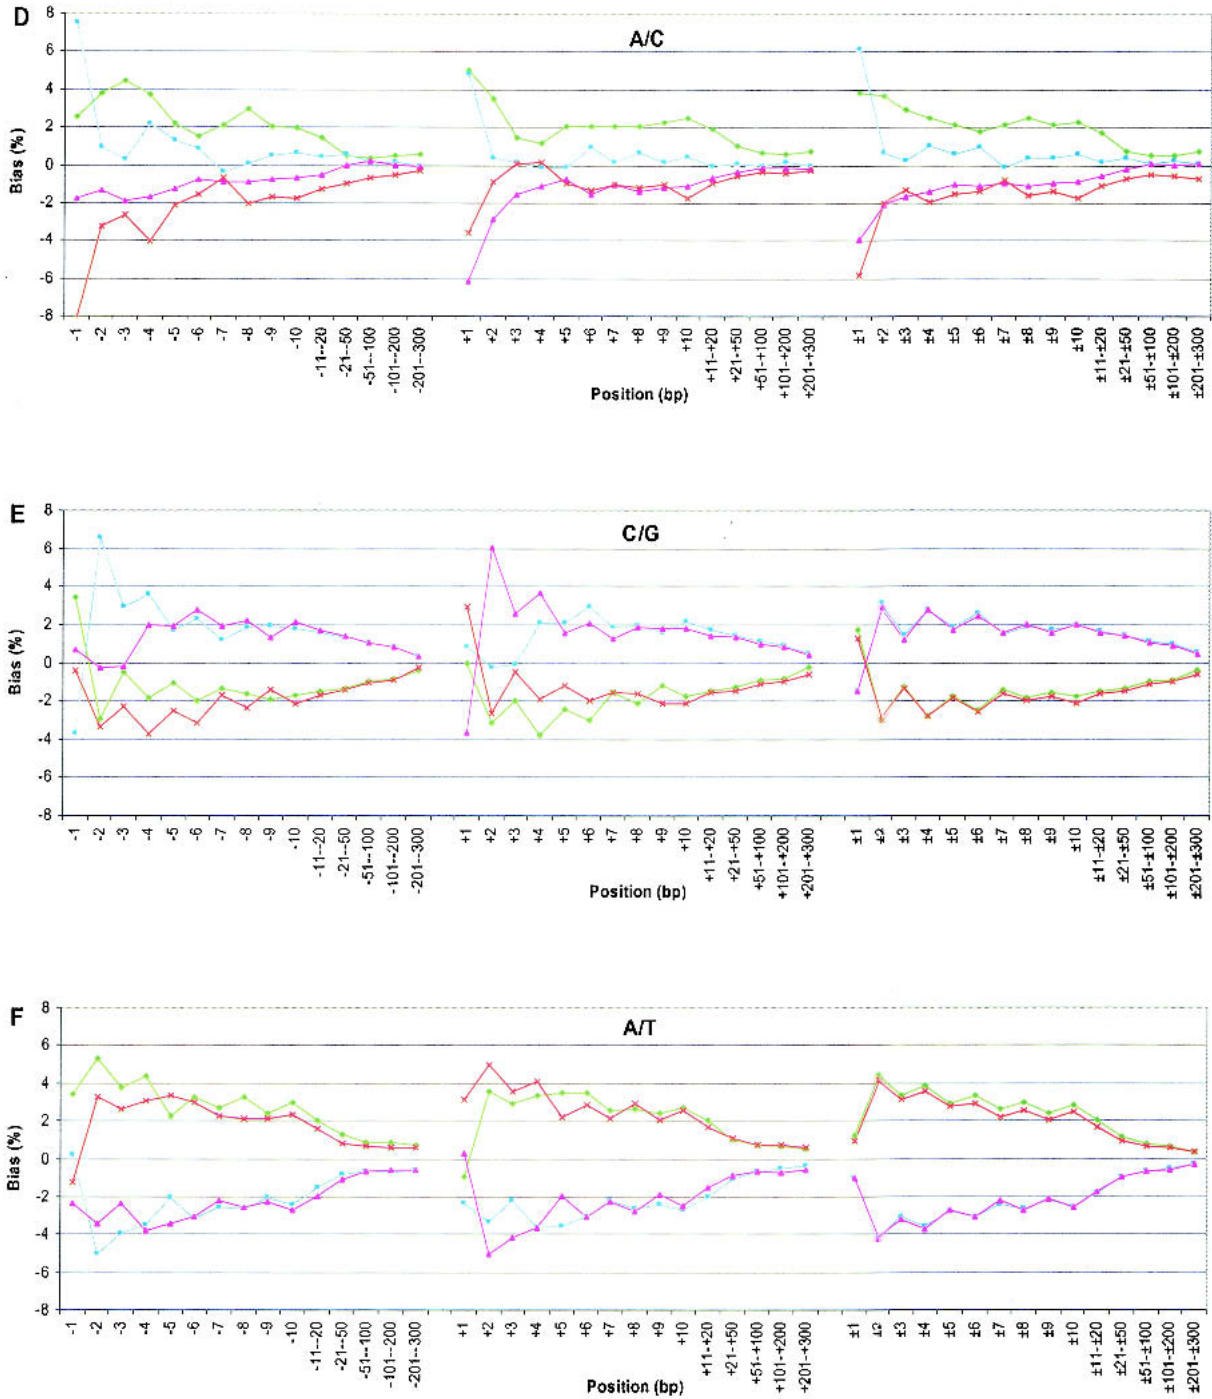 D
A/C
8
6
4
2
0
-2
-4
-6
-8
Bias (%)
-1 -2 -3 -4 -5 -6 -7 -8 -9 -10 -11--20 -21--50 -51--100 -101--200 -201--300
+1 +2 +3 +4 +5 +6 +7 +8 +9 +10 +11-+20 +21-+50 +51-+100 +101-+200 +201-+300
±1 ±2 ±3 ±4 ±5 ±6 ±7 ±8 ±9 ±10 ±11-±20 ±21-±50 ±51-±100 ±101-±200 ±201-±300
Position (bp)
E
C/G
8
6
4
2
0
-2
-4
-6
-8
Bias (%)
-1 -2 -3 -4 -5 -6 -7 -8 -9 -10 -11--20 -21--50 -51--100 -101--200 -201--300
+1 +2 +3 +4 +5 +6 +7 +8 +9 +10 +11-+20 +21-+50 +51-+100 +101-+200 +201-+300
±1 ±2 ±3 ±4 ±5 ±6 ±7 ±8 ±9 ±10 ±11-±20 ±21-±50 ±51-±100 ±101-±200 ±201-±300
Position (bp)
F
A/T
8
6
4
2
0
-2
-4
-6
-8
Bias (%)
-1 -2 -3 -4 -5 -6 -7 -8 -9 -10 -11--20 -21--50 -51--100 -101--200 -201--300
+1 +2 +3 +4 +5 +6 +7 +8 +9 +10 +11-+20 +21-+50 +51-+100 +101-+200 +201-+300
±1 ±2 ±3 ±4 ±5 ±6 ±7 ±8 ±9 ±10 ±11-±20 ±21-±50 ±51-±100 ±101-±200 ±201-±300
Position (bp)